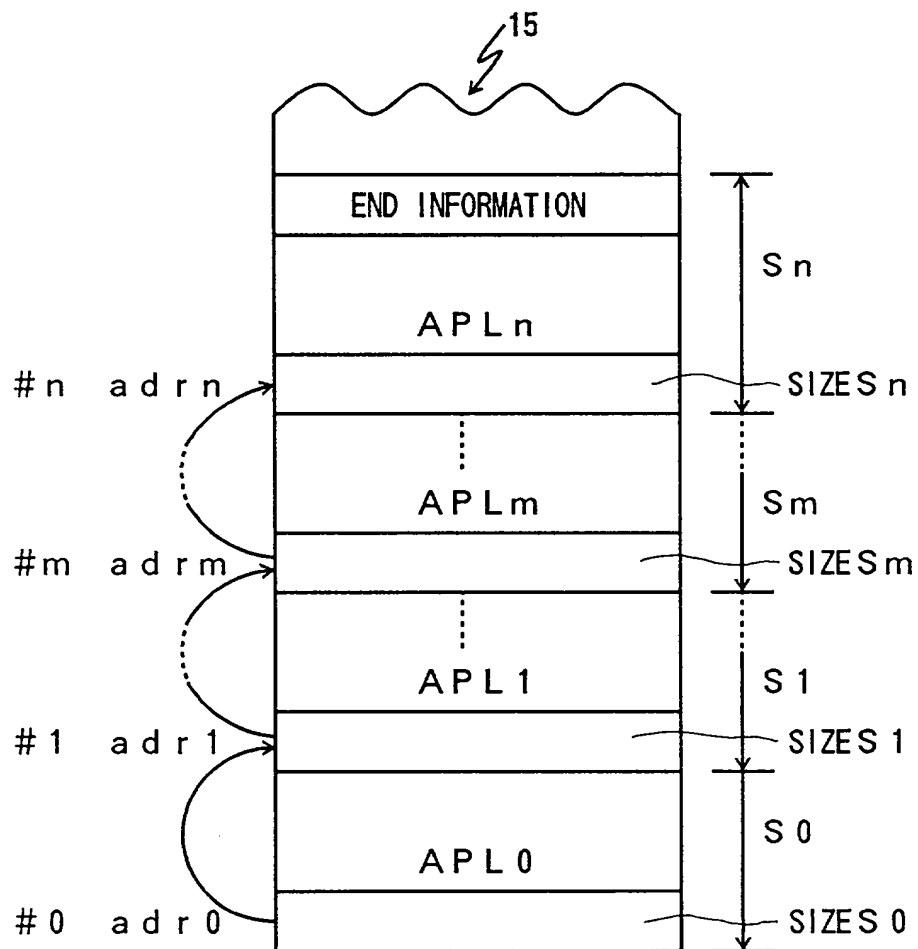 15
END INFORMATION
Sn
APLn
#n adrn
SIZESn
APLm
Sm
#m adrm
SIZESm
APL1
S1
#1 adr1
SIZES1
S0
APL0
#0 adr0
SIZES0